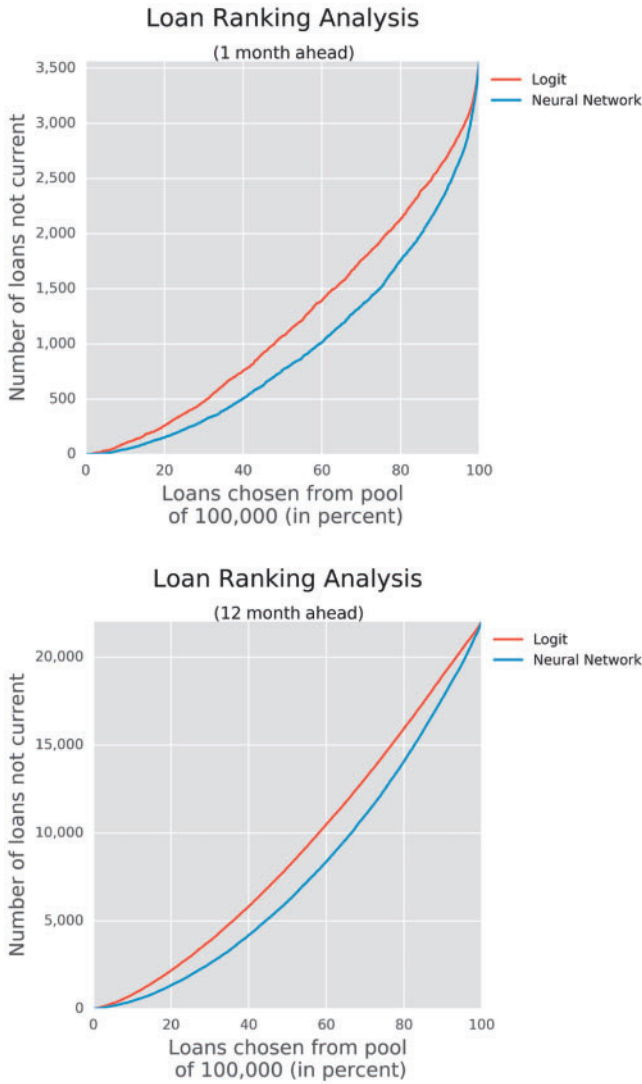 Loan Ranking Analysis
(1 month ahead)
3,500
3,000
2,500
2,000
1,500
1,000
500
0
Number of loans not current
0 20 40 60 80 100
Loans chosen from pool
of 100,000 (in percent)
Logit
Neural Network
Loan Ranking Analysis
(12 month ahead)
20,000
15,000
10,000
5,000
0
Number of loans not current
0 20 40 60 80 100
Loans chosen from pool
of 100,000 (in percent)
Logit
Neural Network